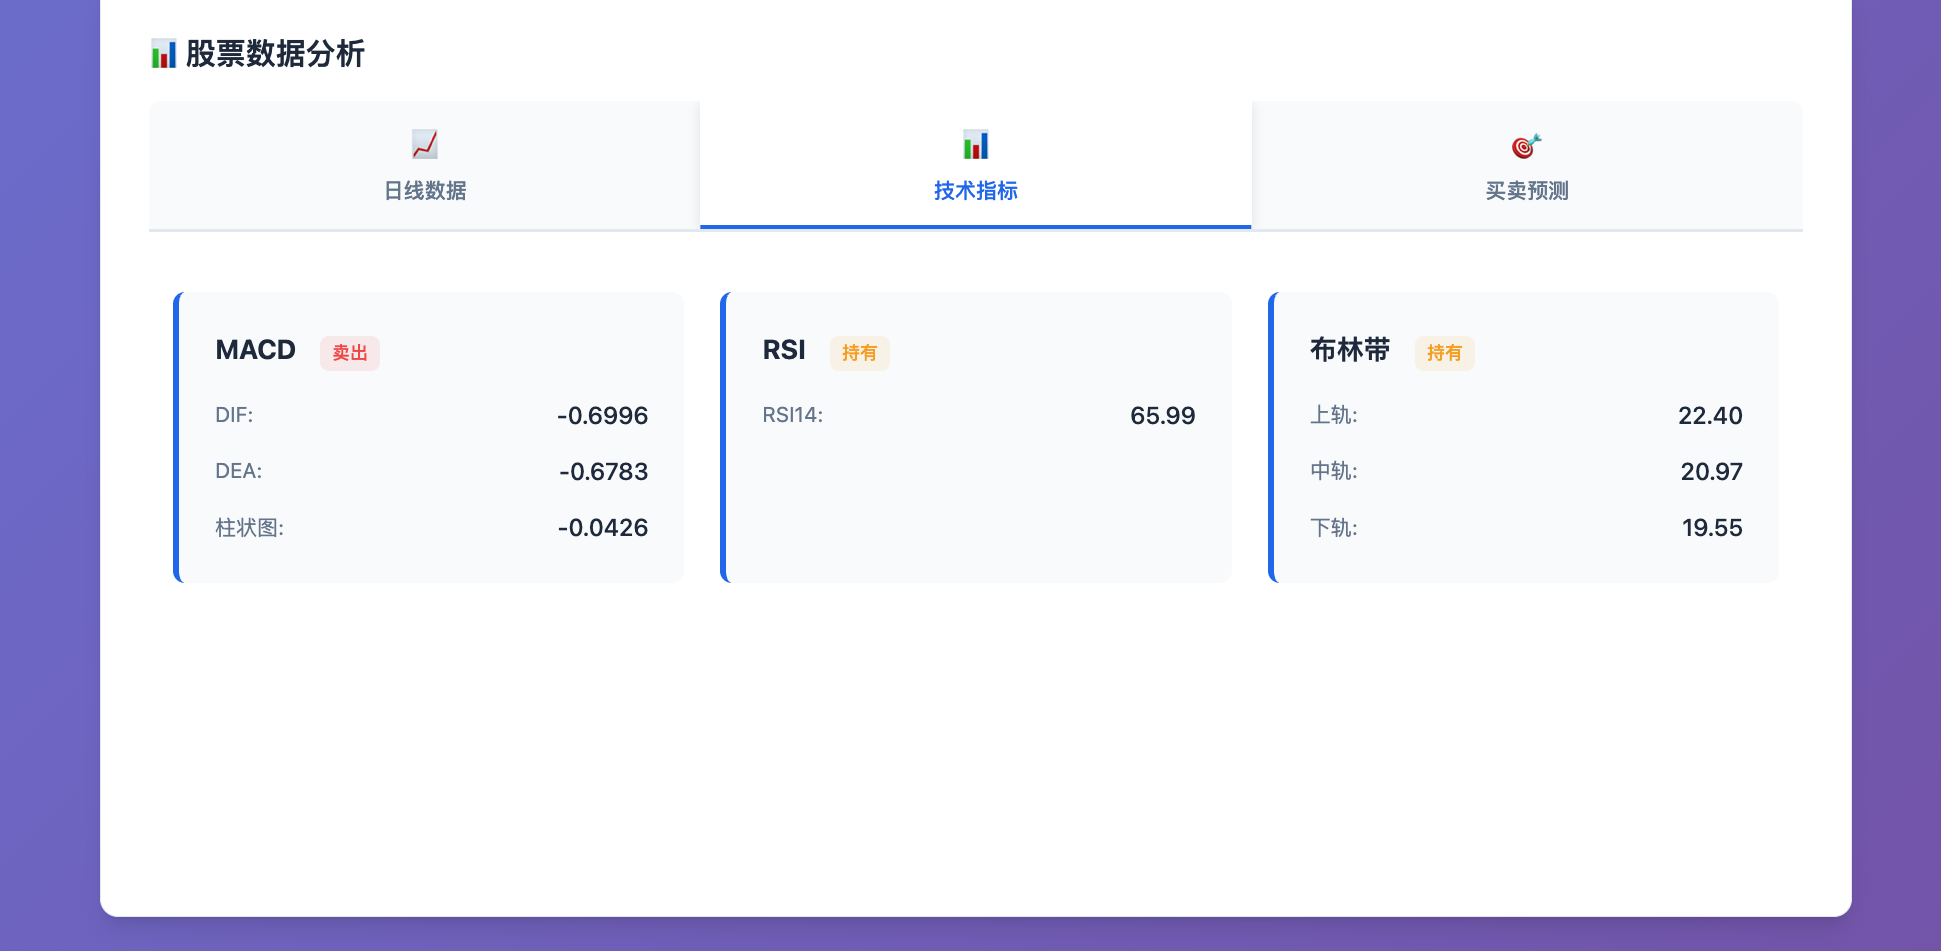 股票数据分析
日线数据
技术指标
买卖预测
MACD 卖出
DIF: -0.6996
DEA: -0.6783
柱状图: -0.0426
RSI 持有
RSI14: 65.99
布林带 持有
上轨: 22.40
中轨: 20.97
下轨: 19.55